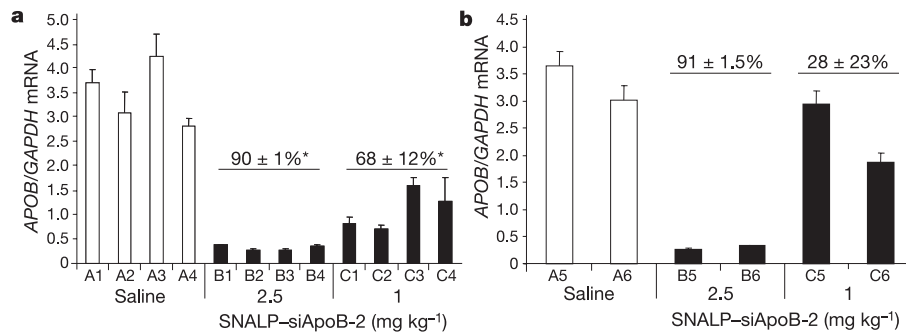 a
APOB/GAPDH mRNA
5.0
4.5
4.0
3.5
3.0
2.5
2.0
1.5
1.0
0.5
0
90 ± 1%*
68 ± 12%*
A1 A2 A3 A4 B1 B2 B3 B4 C1 C2 C3 C4
Saline 2.5 1
SNALP–siApoB-2 (mg kg⁻¹)
b
APOB/GAPDH mRNA
4.5
4.0
3.5
3.0
2.5
2.0
1.5
1.0
0.5
0
91 ± 1.5%
28 ± 23%
A5 A6 B5 B6 C5 C6
Saline 2.5 1
SNALP–siApoB-2 (mg kg⁻¹)